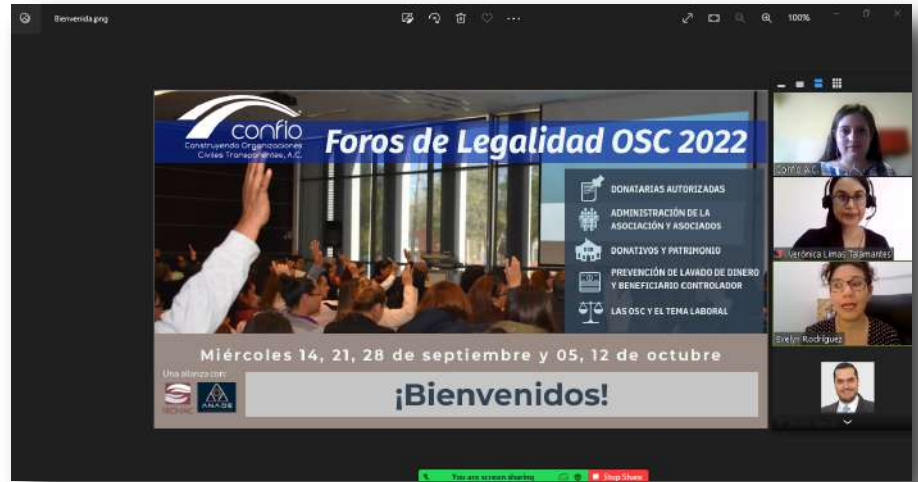 Bienvenida.png
100%
confío
Construyendo Organizaciones
Civiles Transparentes, A.C.
Foros de Legalidad OSC 2022
DONATARIAS AUTORIZADAS
ADMINISTRACIÓN DE LA
ASOCIACIÓN Y ASOCIADOS
DONATIVOS Y PATRIMONIO
PREVENCIÓN DE LAVADO DE DINERO
Y BENEFICIARIO CONTROLADOR
LAS OSC Y EL TEMA LABORAL
Miércoles 14, 21, 28 de septiembre y 05, 12 de octubre
Una alianza con:
ANADE
¡Bienvenidos!
Confío A.C.
Verónica Limas Talamantes
Evelyn Rodríguez
You are screen sharing
Stop Share